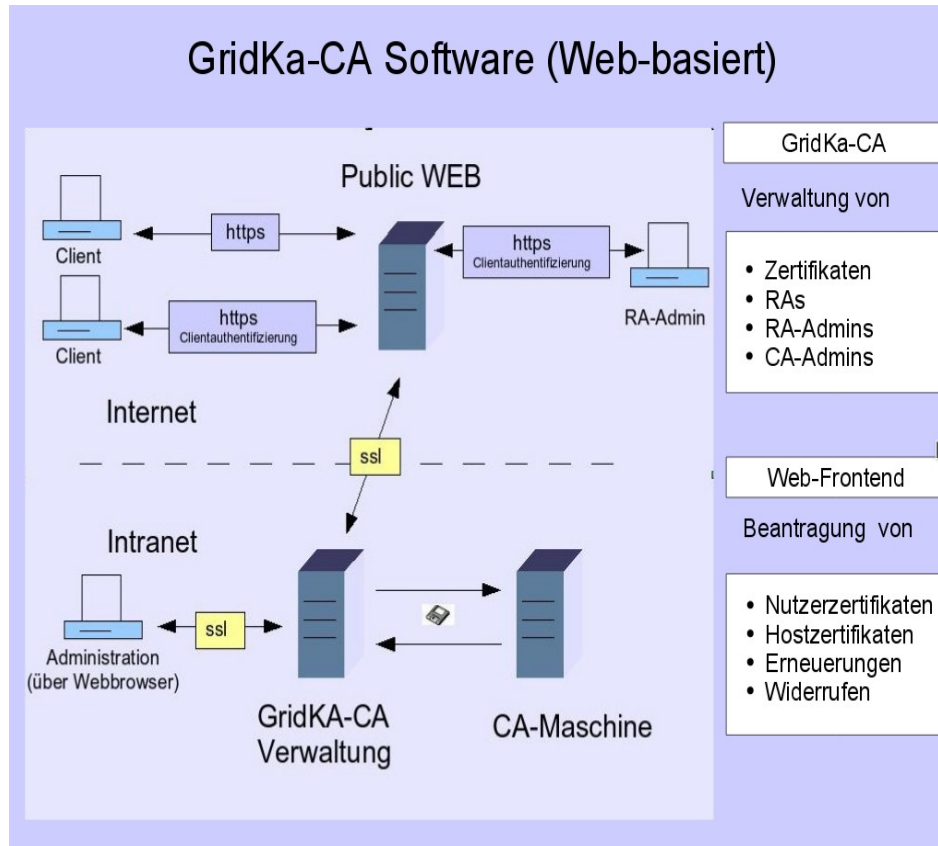 GridKa-CA Software (Web-basiert)
Public WEB
Client
https
https
Clientauthentifizierung
RA-Admin
Client
https
Clientauthentifizierung
Internet
ssl
Intranet
Administration
(über Webbrowser)
ssl
GridKA-CA
Verwaltung
CA-Maschine
GridKa-CA
Verwaltung von
• Zertifikaten
• RAs
• RA-Admins
• CA-Admins
Web-Frontend
Beantragung von
• Nutzerzertifikaten
• Hostzertifikaten
• Erneuerungen
• Widerrufen